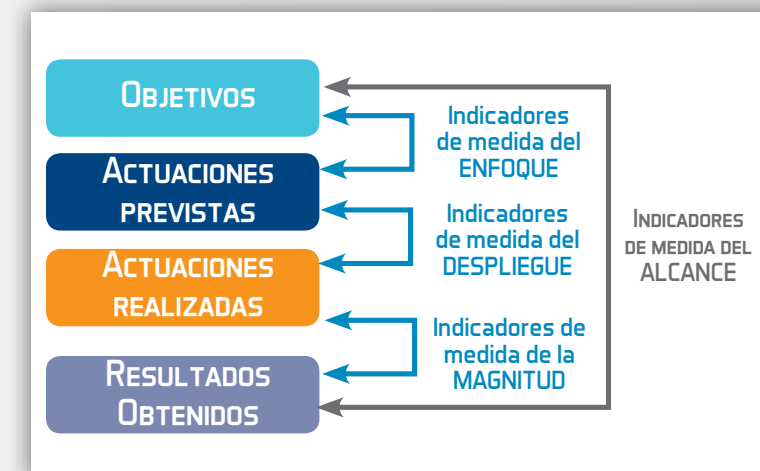 Objetivos
Actuaciones
previstas
Actuaciones
realizadas
Resultados
Obtenidos
Indicadores
de medida del
ENFOQUE
Indicadores
de medida del
DESPLIEGUE
Indicadores de
medida de la
MAGNITUD
Indicadores
de medida del
ALCANCE